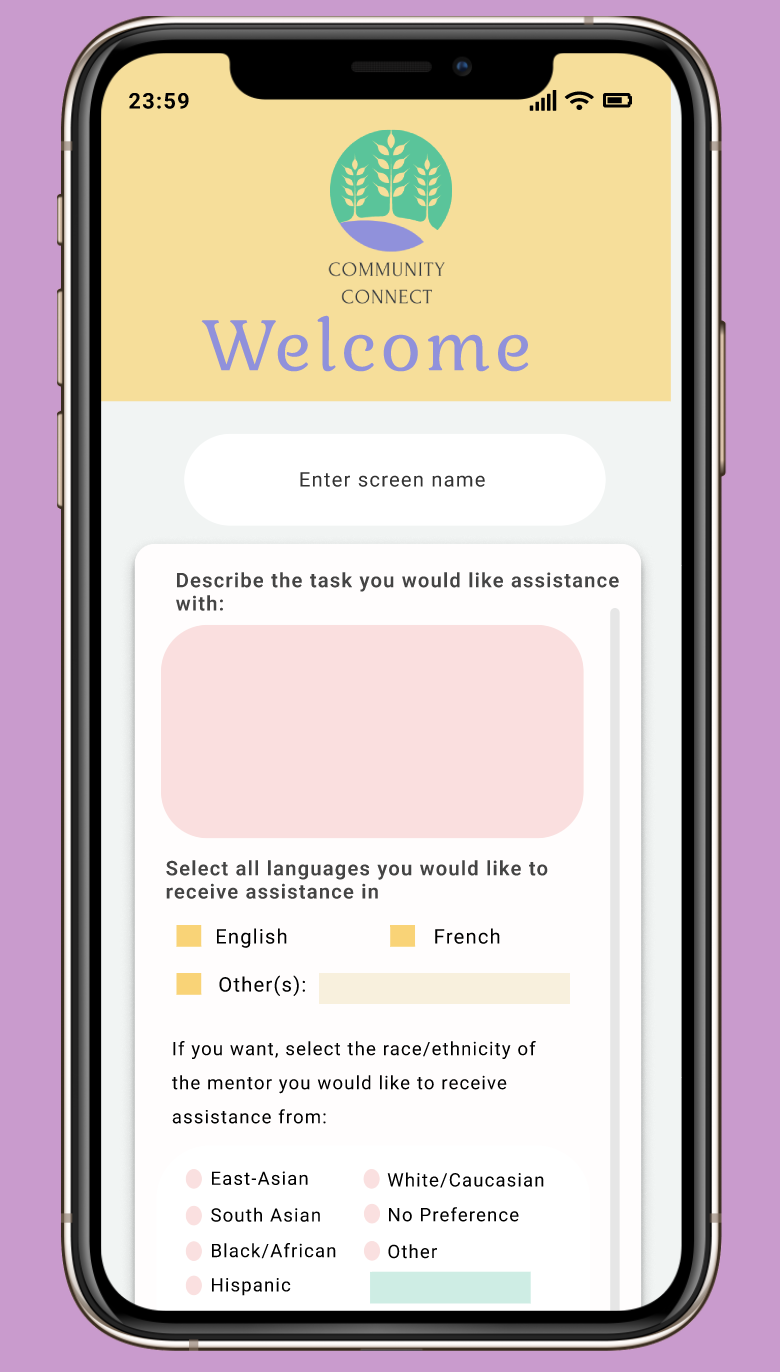 23:59
COMMUNITY
CONNECT
Welcome
Enter screen name
Describe the task you would like assistance
with:
Select all languages you would like to
receive assistance in
English
French
Other(s):
If you want, select the race/ethnicity of
the mentor you would like to receive
assistance from:
East-Asian
White/Caucasian
South Asian
No Preference
Black/African
Other
Hispanic